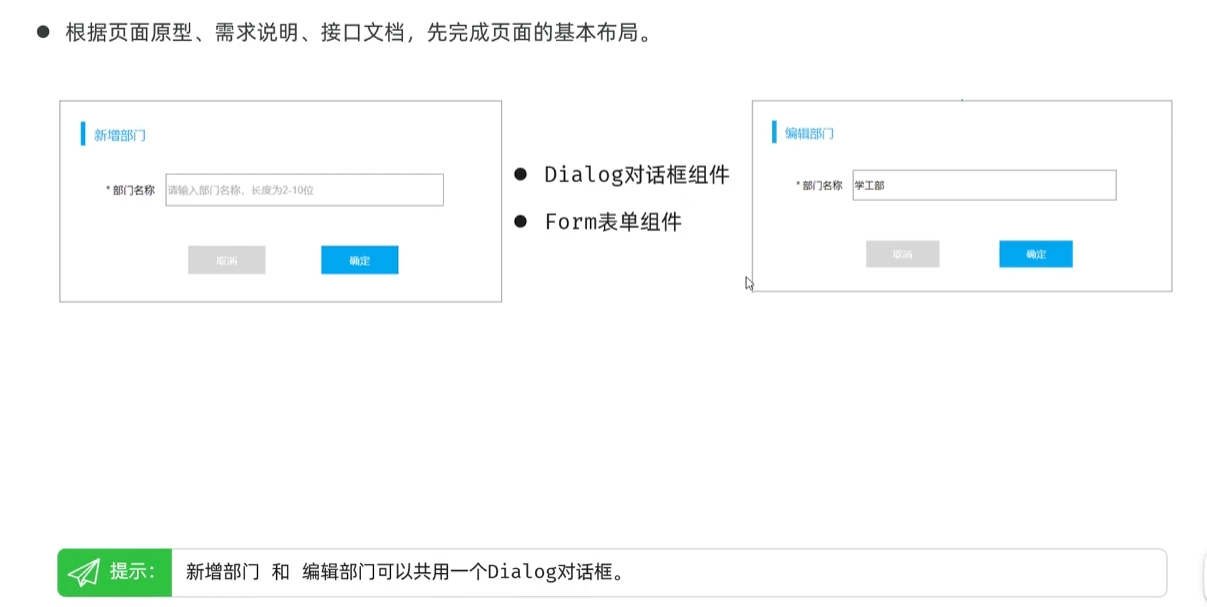 ● 根据页面原型、需求说明、接口文档，先完成页面的基本布局。
新增部门
* 部门名称 请输入部门名称，长度为2-10位
取消 确定
● Dialog对话框组件
● Form表单组件
编辑部门
* 部门名称 学工部
取消 确定
提示： 新增部门 和 编辑部门可以共用一个Dialog对话框。